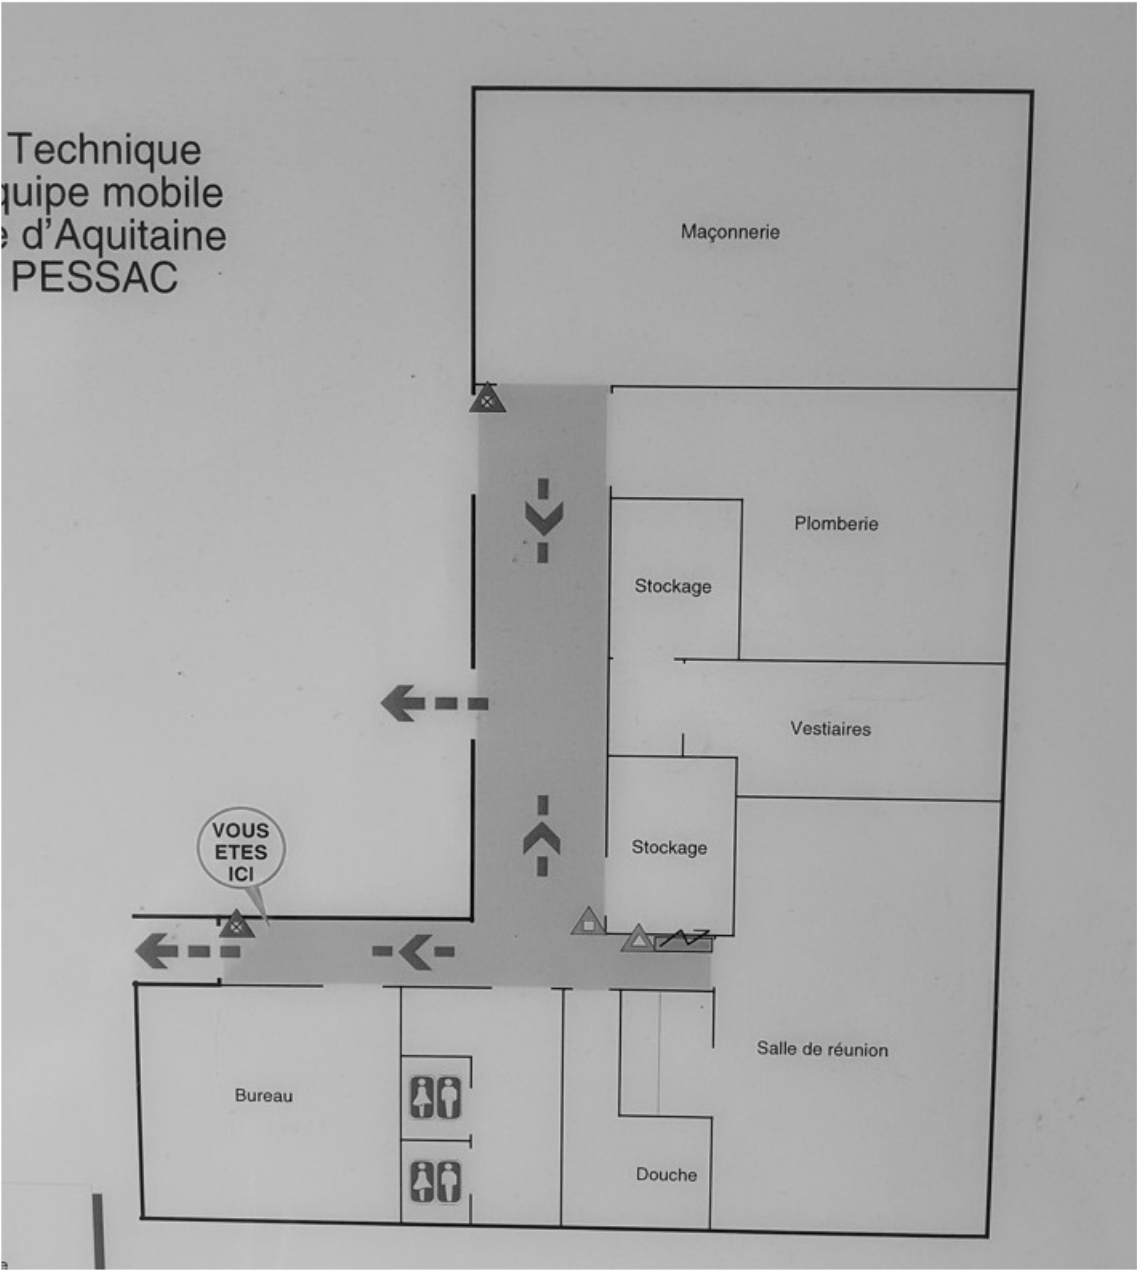 Technique
quipe mobile
e d'Aquitaine
PESSAC
Maçonnerie
Plomberie
Stockage
Vestiaires
Stockage
VOUS
ETES
ICI
Salle de réunion
Bureau
Douche
e